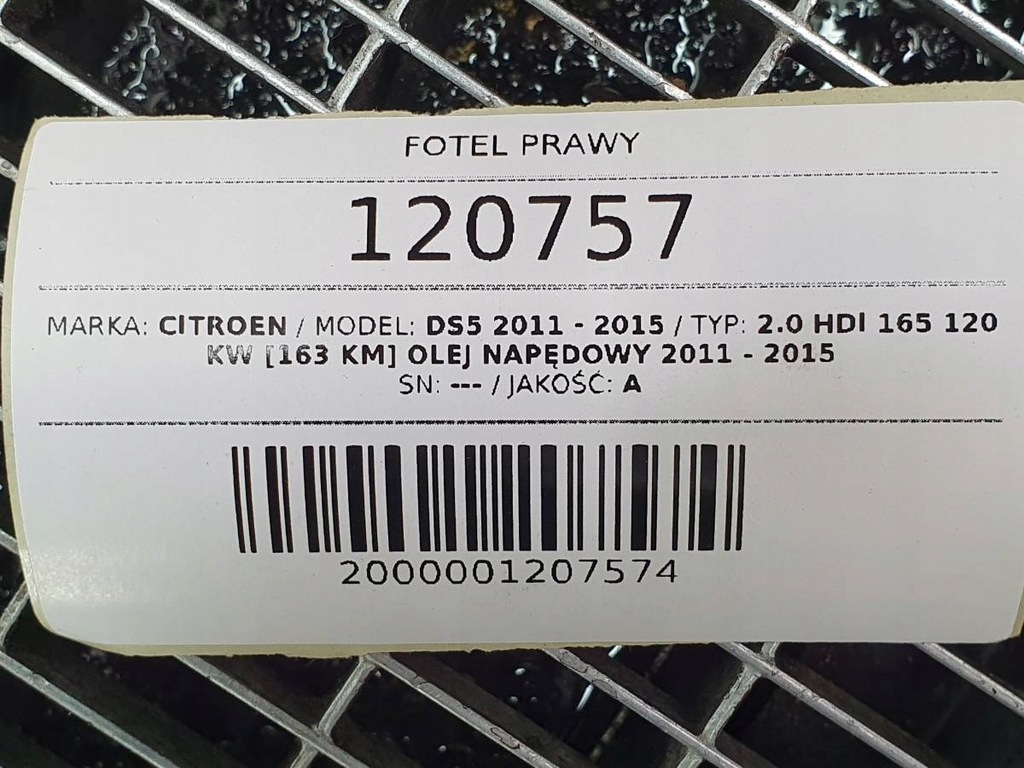 FOTEL PRAWY
120757
MARKA: CITROEN / MODEL: DS5 2011 - 2015 / TYP: 2.0 HDI 165 120
KW [163 KM] OLEJ NAPĘDOWY 2011 - 2015
SN: --- / JAKOŚĆ: A
2000001207574